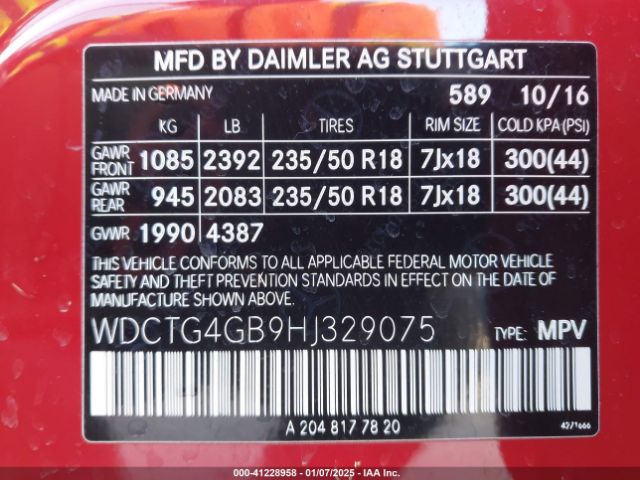 MFD BY DAIMLER AG STUTTGART
MADE IN GERMANY 589 10/16
KG LB TIRES RIM SIZE COLD KPA(PSI)
GAWR FRONT 1085 2392 235/50 R18 7Jx18 300(44)
GAWR REAR 945 2083 235/50 R18 7Jx18 300(44)
GVWR 1990 4387
THIS VEHICLE CONFORMS TO ALL APPLICABLE FEDERAL MOTOR VEHICLE
SAFETY AND THEFT PREVENTION STANDARDS IN EFFECT ON THE DATE OF
MANUFACTURE SHOWN ABOVE.
WDCTG4GB9HJ329075 TYPE: MPV
A 204 817 78 20
000-41228958 - 01/07/2025 - IAA Inc.